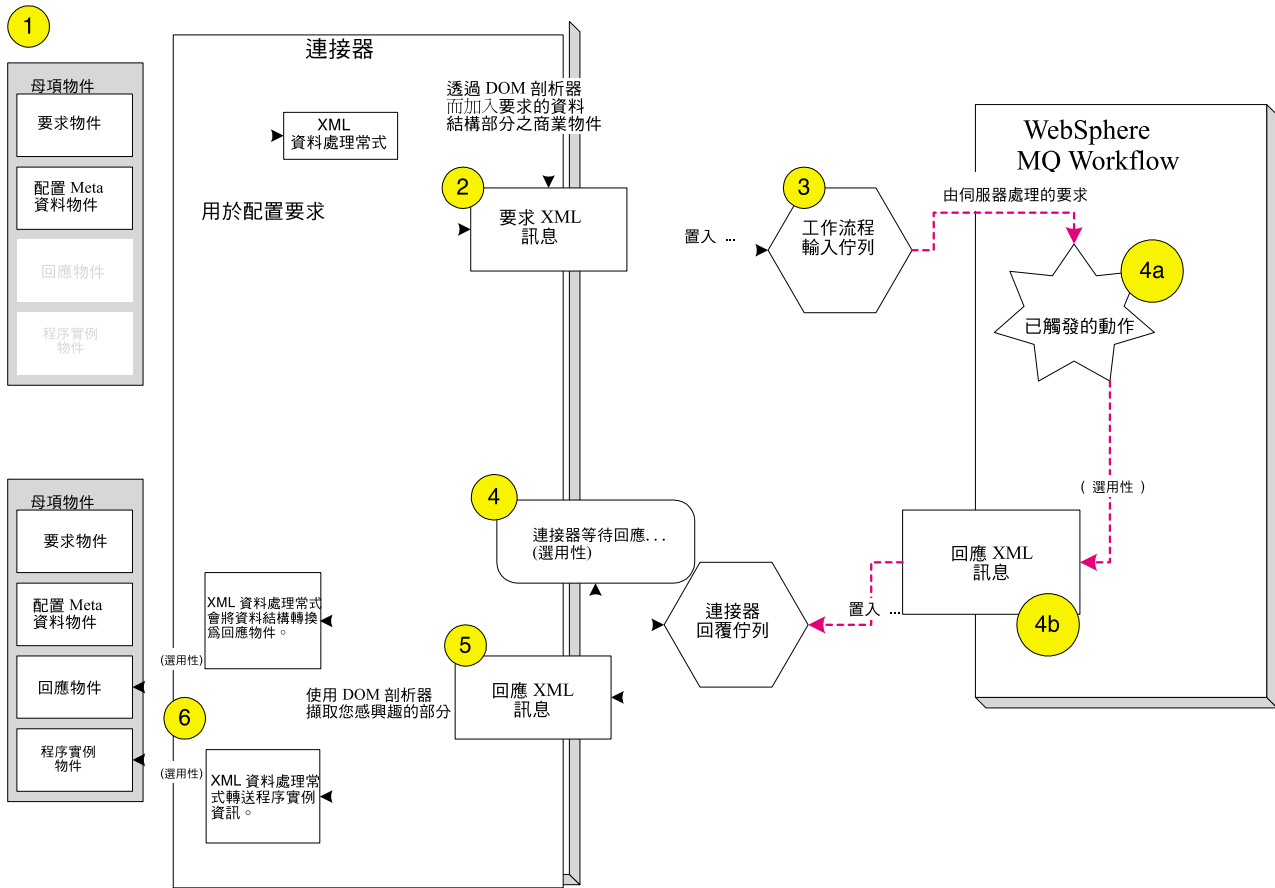 1
母項物件
要求物件
配置 Meta
資料物件
回應物件
程序實例
物件
連接器
XML
資料處理常式
用於配置要求
透過 DOM 剖析器
而加入要求的資料
結構部分之商業物件
2
要求 XML
訊息
置入 ...
3
工作流程
輸入佇列
WebSphere
MQ Workflow
由伺服器處理的要求
4a
已觸發的動作
( 選用性 )
母項物件
要求物件
配置 Meta
資料物件
回應物件
程序實例
物件
4
連接器等待回應...
(選用性)
連接器
回覆佇列
置入 ...
回應 XML
訊息
4b
XML 資料處理常式
會將資料結構轉換
為回應物件。
(選用性)
5
回應 XML
訊息
使用 DOM 剖析器
擷取您感興趣的部分
6
(選用性)
XML 資料處理常
式轉送程序實例
資訊。